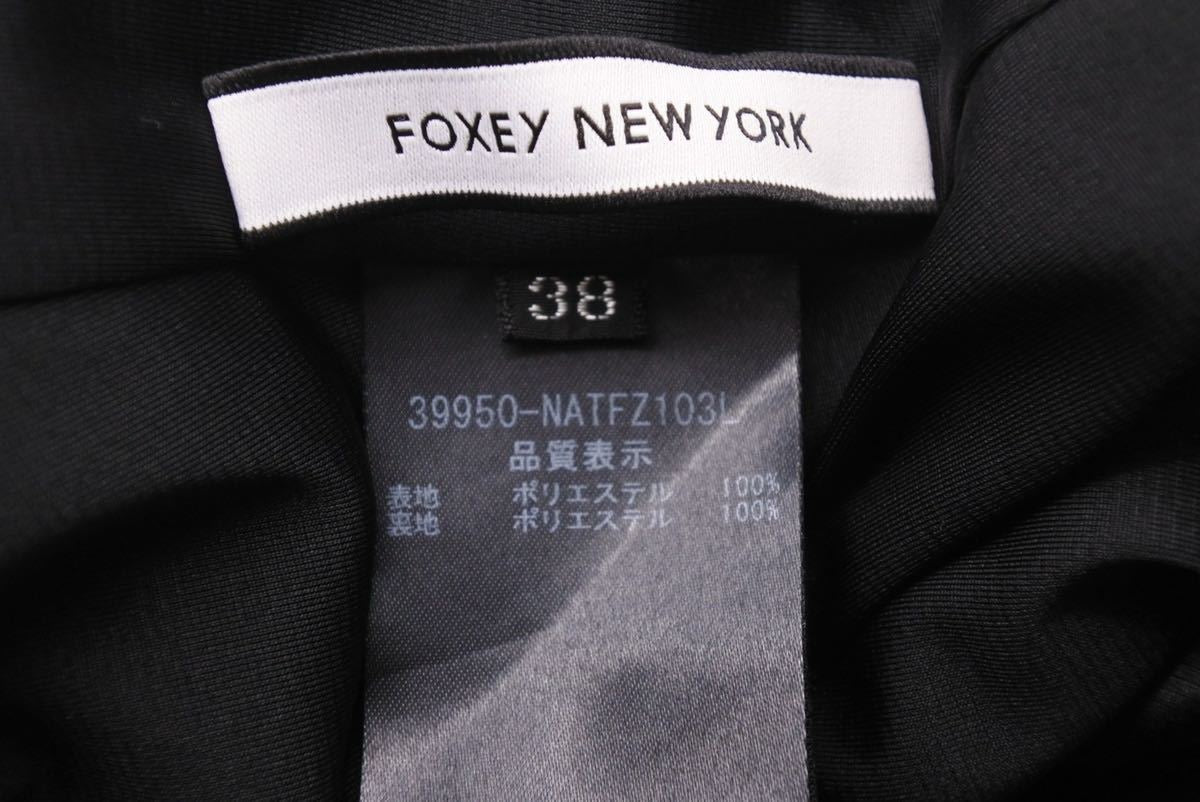 FOXEY NEW YORK
38
39950-NATFZ103L
品質表示
表地 ポリエステル 100%
裏地 ポリエステル 100%